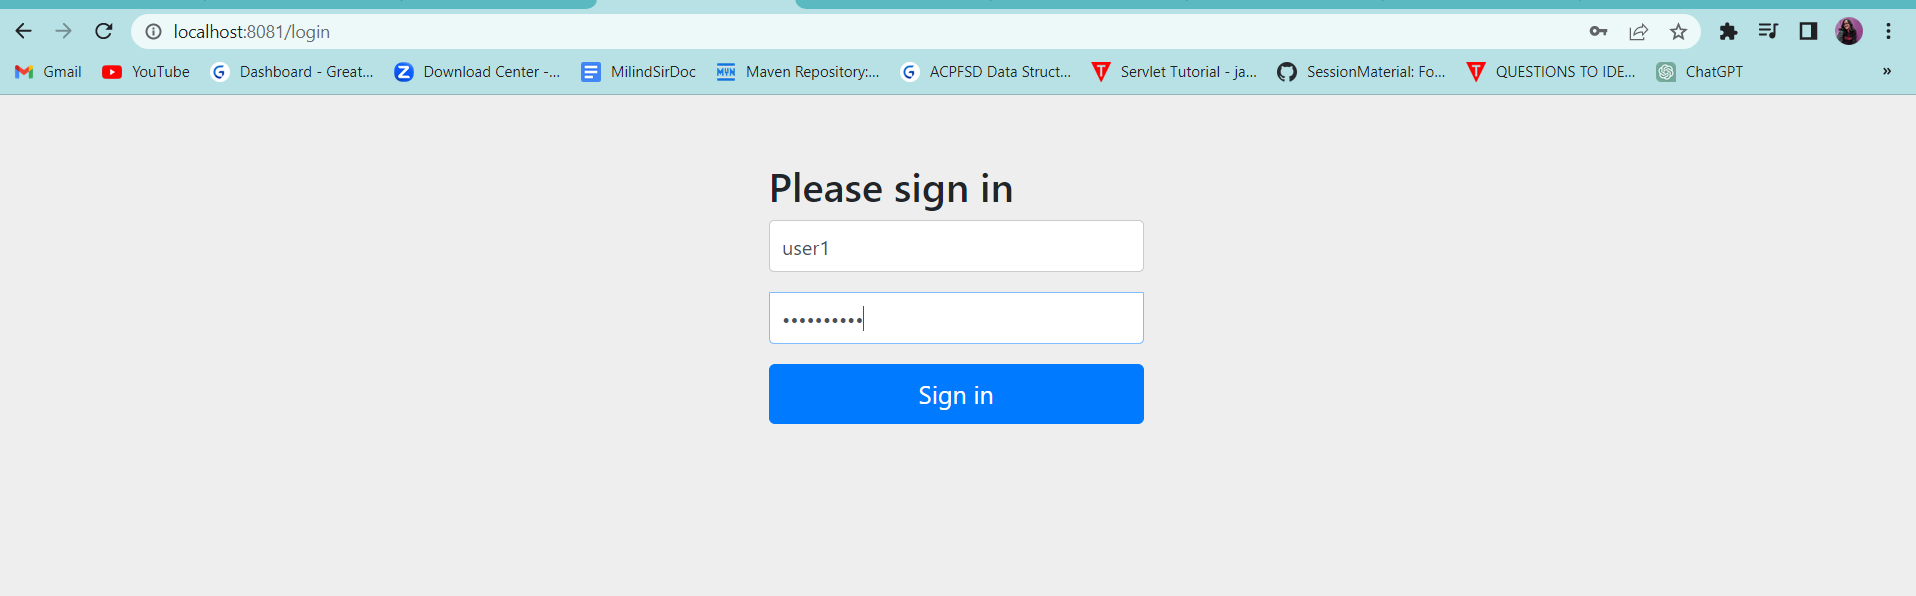 localhost:8081/login
Gmail YouTube Dashboard - Great... Download Center -... MilindSirDoc Maven Repository:... ACPFSD Data Struct... Servlet Tutorial - ja... SessionMaterial: Fo... QUESTIONS TO IDE... ChatGPT »
Please sign in
user1
••••••••••
Sign in